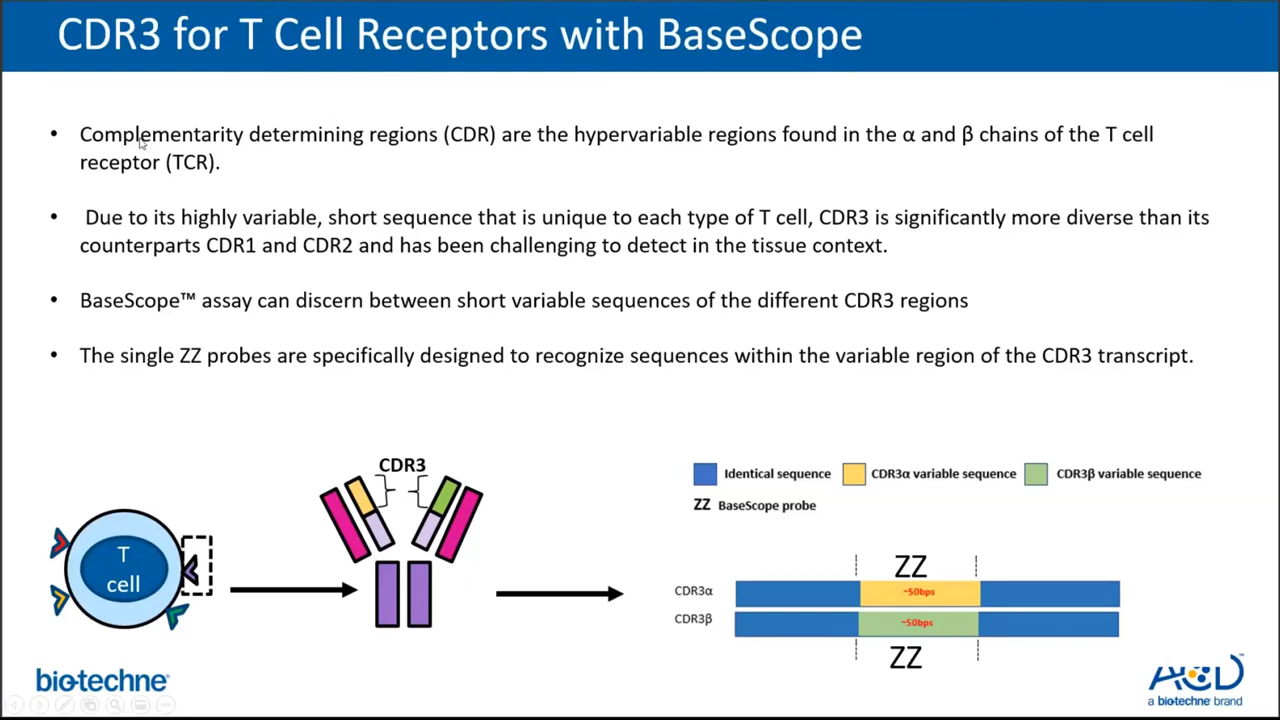 CDR3 for T Cell Receptors with BaseScope
• Complementarity determining regions (CDR) are the hypervariable regions found in the α and β chains of the T cell
receptor (TCR).
• Due to its highly variable, short sequence that is unique to each type of T cell, CDR3 is significantly more diverse than its
counterparts CDR1 and CDR2 and has been challenging to detect in the tissue context.
• BaseScope™ assay can discern between short variable sequences of the different CDR3 regions
• The single ZZ probes are specifically designed to recognize sequences within the variable region of the CDR3 transcript.
CDR3
T
cell
Identical sequence CDR3α variable sequence CDR3β variable sequence
ZZ BaseScope probe
ZZ
CDR3α ~50bps
CDR3β ~50bps
ZZ
bio-techne®
ACD™
a biotechne brand